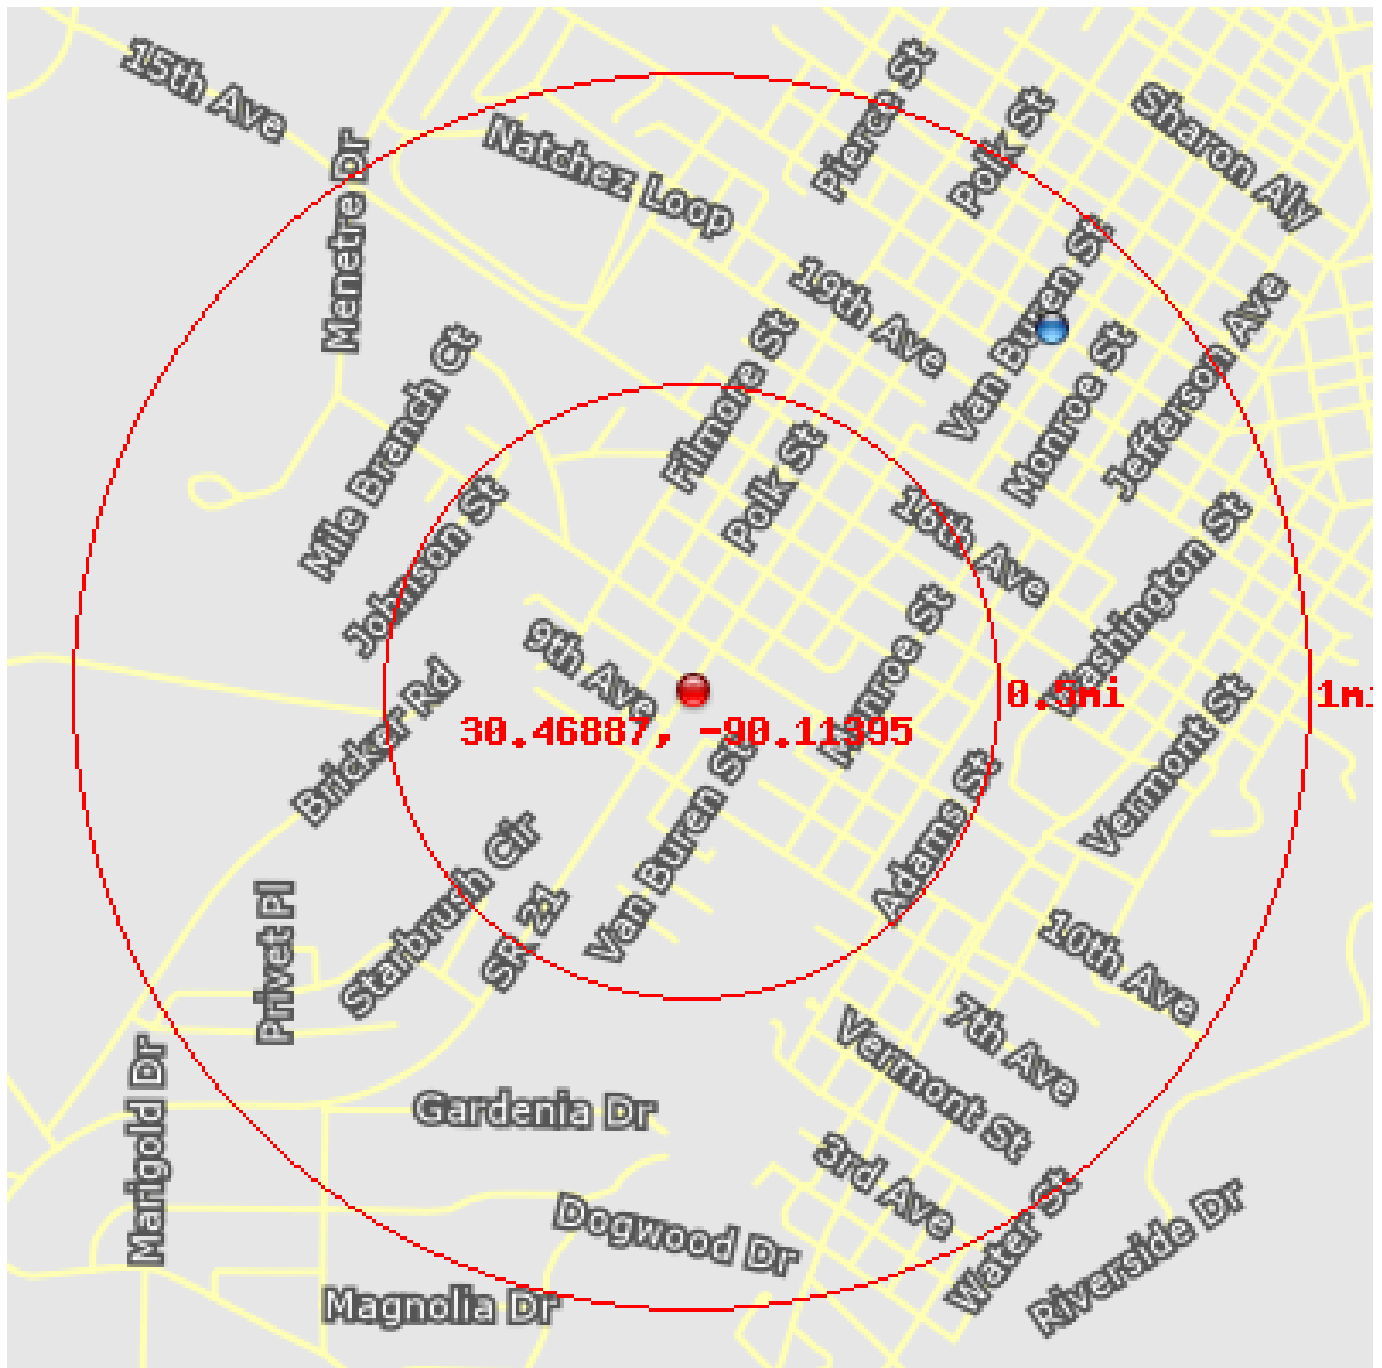 15th Ave
Pierce St
Polk St
Sharon Aly
Natchez Loop
Menetre Dr
Van Buren St
19th Ave
Jefferson Ave
Filmore St
Monroe St
Mile Branch Ct
Polk St
Johnson St
16th Ave
Washington St
9th Ave
Monroe St
0.5mi
1mi
30.46887, -90.11395
Bricker Rd
Vermont St
Van Buren St
Adams St
Starbrush Cir
SR 21
Privet Pl
10th Ave
7th Ave
Vermont St
Marigold Dr
Gardenia Dr
3rd Ave
Dogwood Dr
Water St
Riverside Dr
Magnolia Dr